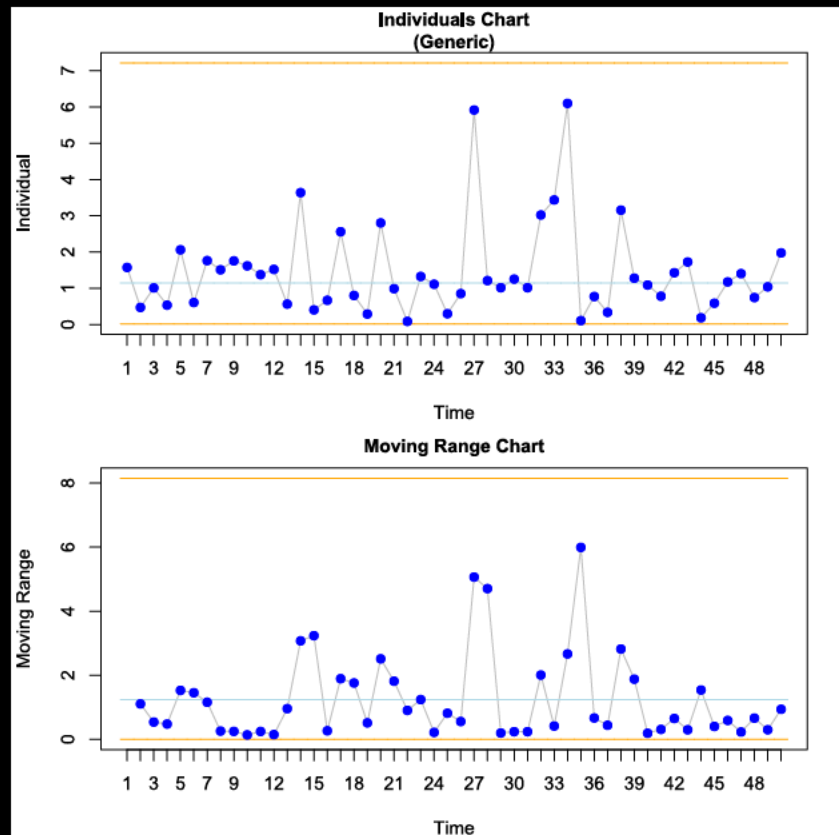 Individuals Chart
(Generic)
7
6
5
4
3
2
1
0
Individual
1 3 5 7 9 12 15 18 21 24 27 30 33 36 39 42 45 48
Time
Moving Range Chart
8
6
4
2
0
Moving Range
1 3 5 7 9 12 15 18 21 24 27 30 33 36 39 42 45 48
Time